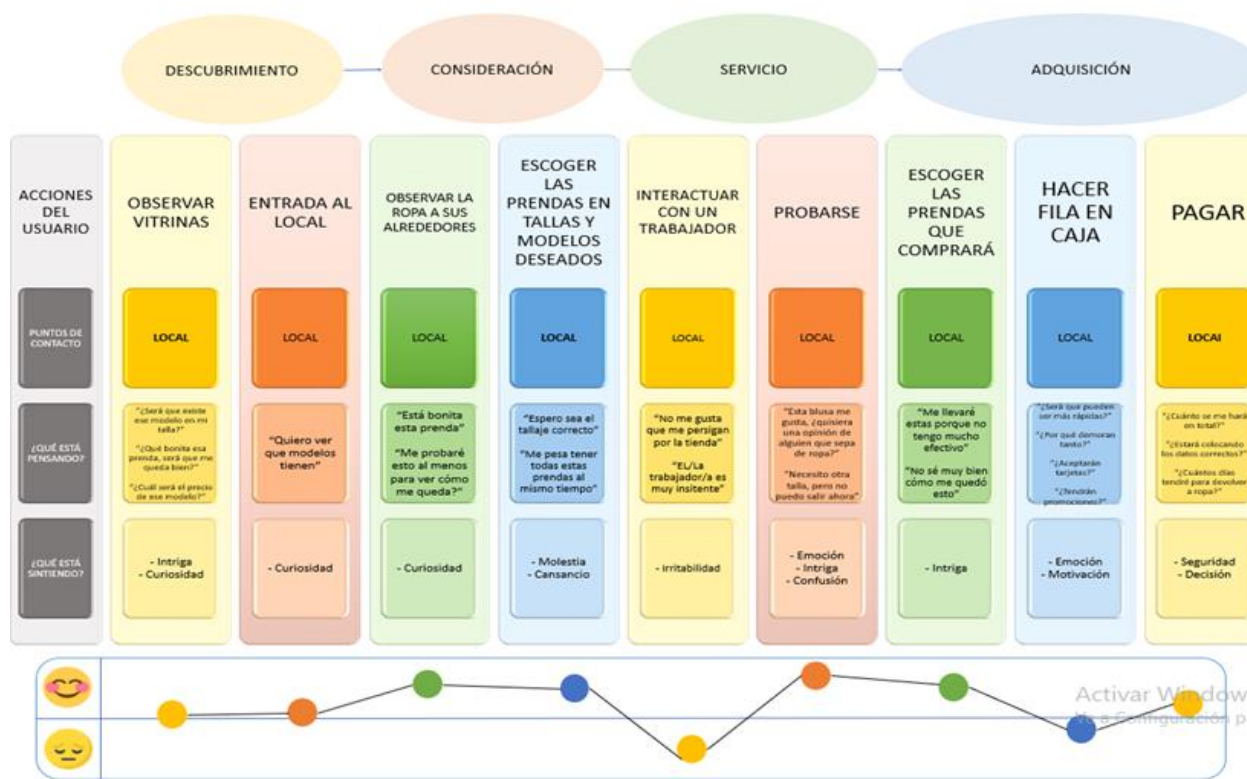 DESCUBRIMIENTO
CONSIDERACIÓN
SERVICIO
ADQUISICIÓN
ACCIONES
DEL
USUARIO
OBSERVAR
VITRINAS
ENTRADA AL
LOCAL
OBSERVAR LA
ROPA A SUS
ALREDEDORES
ESCOGER
LAS
PRENDAS EN
TALLAS Y
MODELOS
DESEADOS
INTERACTUAR
CON UN
TRABAJADOR
PROBARSE
ESCOGER
LAS
PRENDAS
QUE
COMPRARÁ
HACER
FILA EN
CAJA
PAGAR
PUNTOS DE
CONTACTO
LOCAL
LOCAL
LOCAL
LOCAL
LOCAL
LOCAL
LOCAL
LOCAL
LOCAl
¿QUÉ ESTÁ
PENSANDO?
"¿Será que existe
ese modelo en mi
talla?"
"¿Qué bonita esa
prenda, será que me
queda bien?"
"¿Cuál será el precio
de ese modelo?"
"Quiero ver
que modelos
tienen"
"Está bonita
esta prenda"
"Me probaré
esto al menos
para ver cómo
me queda?"
"Espero sea el
tallaje correcto"
"Me pesa tener
todas estas
prendas al
mismo tiempo"
"No me gusta
que me persigan
por la tienda"
"EL/La
trabajador/a es
muy insitente"
"Esta blusa me
gusta, ¿quisiera
una opinión de
alguien que sepa
de ropa?"
"Necesito otra
talla, pero no
puedo salir ahora"
"Me llevaré
estas porque no
tengo mucho
efectivo"
"No sé muy bien
cómo me quedó
esto"
"¿Será que pueden
ser más rápidas?"
"¿Por qué demoran
tanto?"
"¿Aceptarán
tarjetas?"
"¿Tendrán
promociones?"
"¿Cuánto se me hará
en total?"
"¿Estará colocando
los datos correctos?"
"¿Cuántos días
tendré para devolver
a ropa?"
¿QUÉ ESTÁ
SINTIENDO?
- Intriga
- Curiosidad
- Curiosidad
- Curiosidad
- Molestia
- Cansancio
- Irritabilidad
- Emoción
- Intriga
- Confusión
- Intriga
- Emoción
- Motivación
- Seguridad
- Decisión
Activar Window
Ve a Configuración p